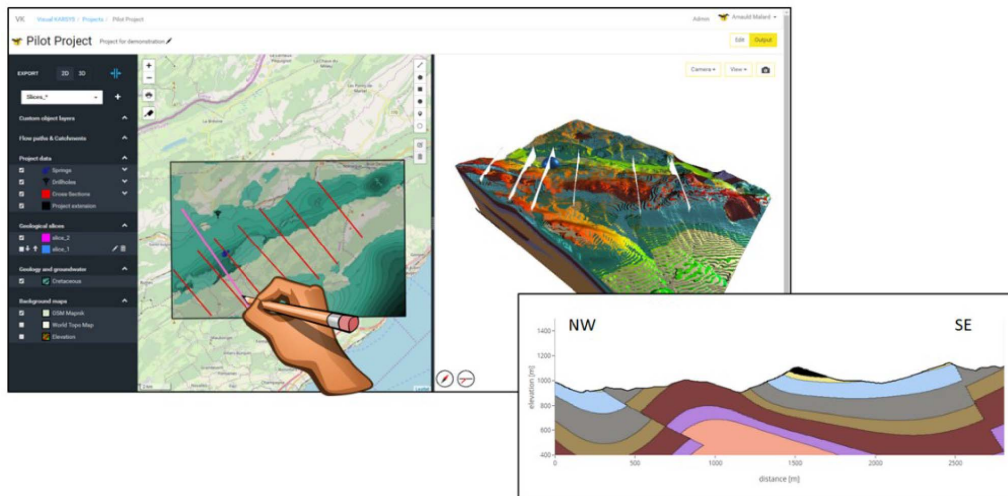 VK Visual KARSYS / Projects / Pilot Project Admin Arnauld Malard
Pilot Project Project for demonstration Edit Output
EXPORT 2D 3D
Slices_*
Custom object layers
Flow paths & Catchments
Project data
Springs
Drillholes
Cross-Sections
Project extension
Geological slices
slice_2
slice_1
Geology and groundwater
Cretaceous
Background maps
OSM Mapnik
World Topo Map
Elevation
Camera View
NW SE
1400
1200
1000
800
600
400
elevation [m]
0 500 1000 1500 2000 2500
distance [m]